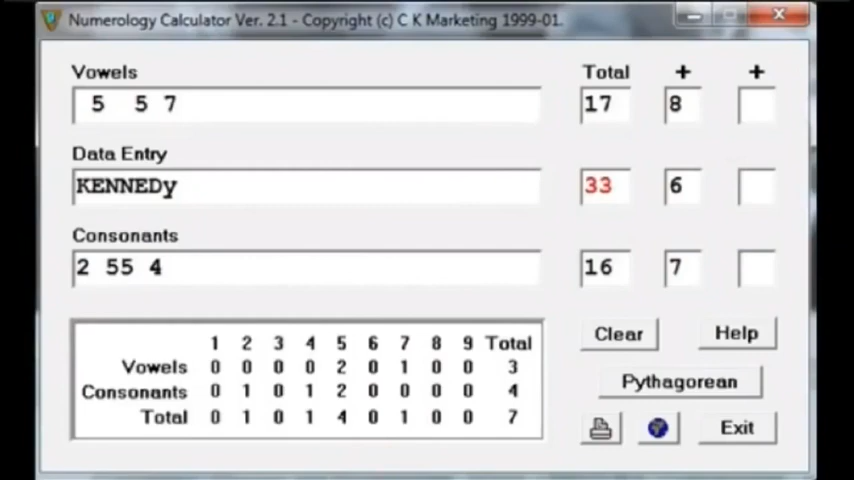 Numerology Calculator Ver. 2.1 - Copyright (c) C K Marketing 1999-01.
Vowels Total + +
5 5 7 17 8
Data Entry
KENNEDy 33 6
Consonants
2 55 4 16 7
1 2 3 4 5 6 7 8 9 Total
Vowels 0 0 0 0 2 0 1 0 0 3
Consonants 0 1 0 1 2 0 0 0 0 4
Total 0 1 0 1 4 0 1 0 0 7
Clear Help
Pythagorean
Exit